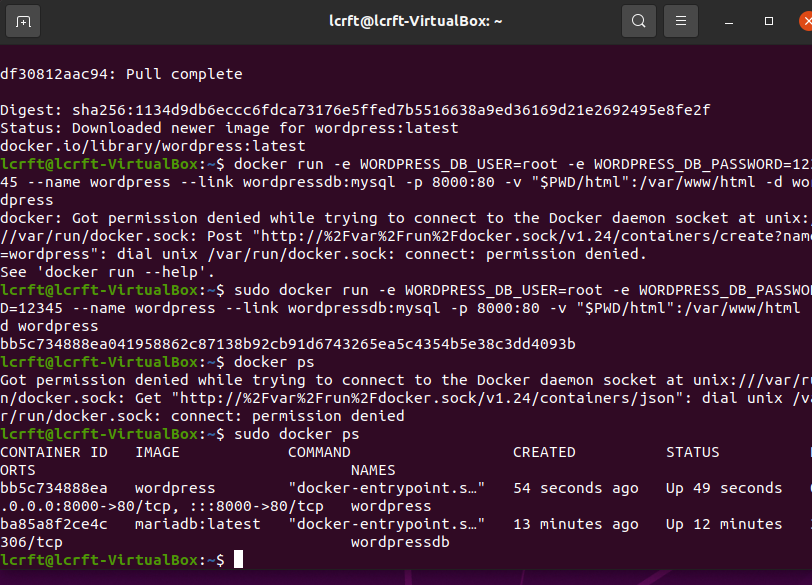 lcrft@lcrft-VirtualBox: ~
df30812aac94: Pull complete
Digest: sha256:1134d9db6eccc6fdca73176e5ffed7b5516638a9ed36169d21e2692495e8fe2f
Status: Downloaded newer image for wordpress:latest
docker.io/library/wordpress:latest
lcrft@lcrft-VirtualBox:~$ docker run -e WORDPRESS_DB_USER=root -e WORDPRESS_DB_PASSWORD=12
45 --name wordpress --link wordpressdb:mysql -p 8000:80 -v "$PWD/html":/var/www/html -d wo
dpress
docker: Got permission denied while trying to connect to the Docker daemon socket at unix:
//var/run/docker.sock: Post "http://%2Fvar%2Frun%2Fdocker.sock/v1.24/containers/create?nam
=wordpress": dial unix /var/run/docker.sock: connect: permission denied.
See 'docker run --help'.
lcrft@lcrft-VirtualBox:~$ sudo docker run -e WORDPRESS_DB_USER=root -e WORDPRESS_DB_PASSWO
D=12345 --name wordpress --link wordpressdb:mysql -p 8000:80 -v "$PWD/html":/var/www/html
d wordpress
bb5c734888ea041958862c87138b92cb91d6743265ea5c4354b5e38c3dd4093b
lcrft@lcrft-VirtualBox:~$ docker ps
Got permission denied while trying to connect to the Docker daemon socket at unix:///var/r
n/docker.sock: Get "http://%2Fvar%2Frun%2Fdocker.sock/v1.24/containers/json": dial unix /v
r/run/docker.sock: connect: permission denied
lcrft@lcrft-VirtualBox:~$ sudo docker ps
CONTAINER ID IMAGE COMMAND CREATED STATUS
ORTS NAMES
bb5c734888ea wordpress "docker-entrypoint.s…" 54 seconds ago Up 49 seconds
.0.0.0:8000->80/tcp, :::8000->80/tcp wordpress
ba85a8f2ce4c mariadb:latest "docker-entrypoint.s…" 13 minutes ago Up 12 minutes
306/tcp wordpressdb
lcrft@lcrft-VirtualBox:~$